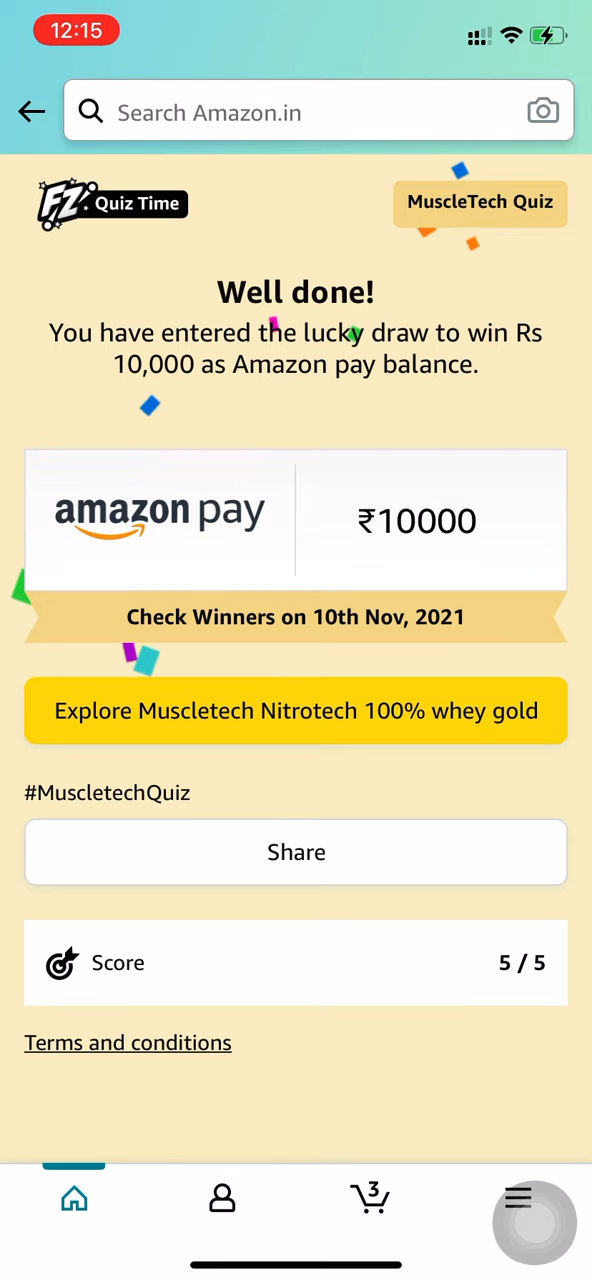 12:15
Search Amazon.in
FZ Quiz Time
MuscleTech Quiz
Well done!
You have entered the lucky draw to win Rs
10,000 as Amazon pay balance.
amazon pay
₹10000
Check Winners on 10th Nov, 2021
Explore Muscletech Nitrotech 100% whey gold
#MuscletechQuiz
Share
Score
5 / 5
Terms and conditions
3